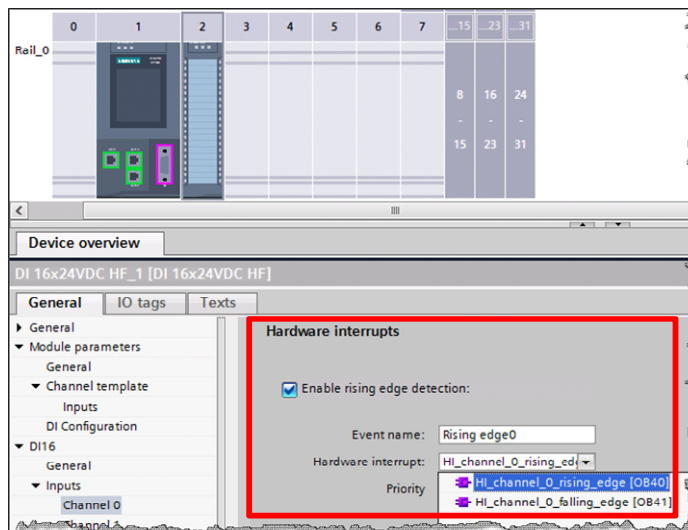 0 1 2 3 4 5 6 7 ...15 ...23 ...31
Rail_0
SIEMENS
8 16 24
- - -
15 23 31
Device overview
DI 16x24VDC HF_1 [DI 16x24VDC HF]
General IO tags Texts
General
Module parameters
General
Channel template
Inputs
DI Configuration
DI16
General
Inputs
Channel 0
Channel 1
Hardware interrupts
Enable rising edge detection:
Event name: Rising edge0
Hardware interrupt: HI_channel_0_rising_ed
Priority HI_channel_0_rising_edge [OB40]
HI_channel_0_falling_edge [OB41]